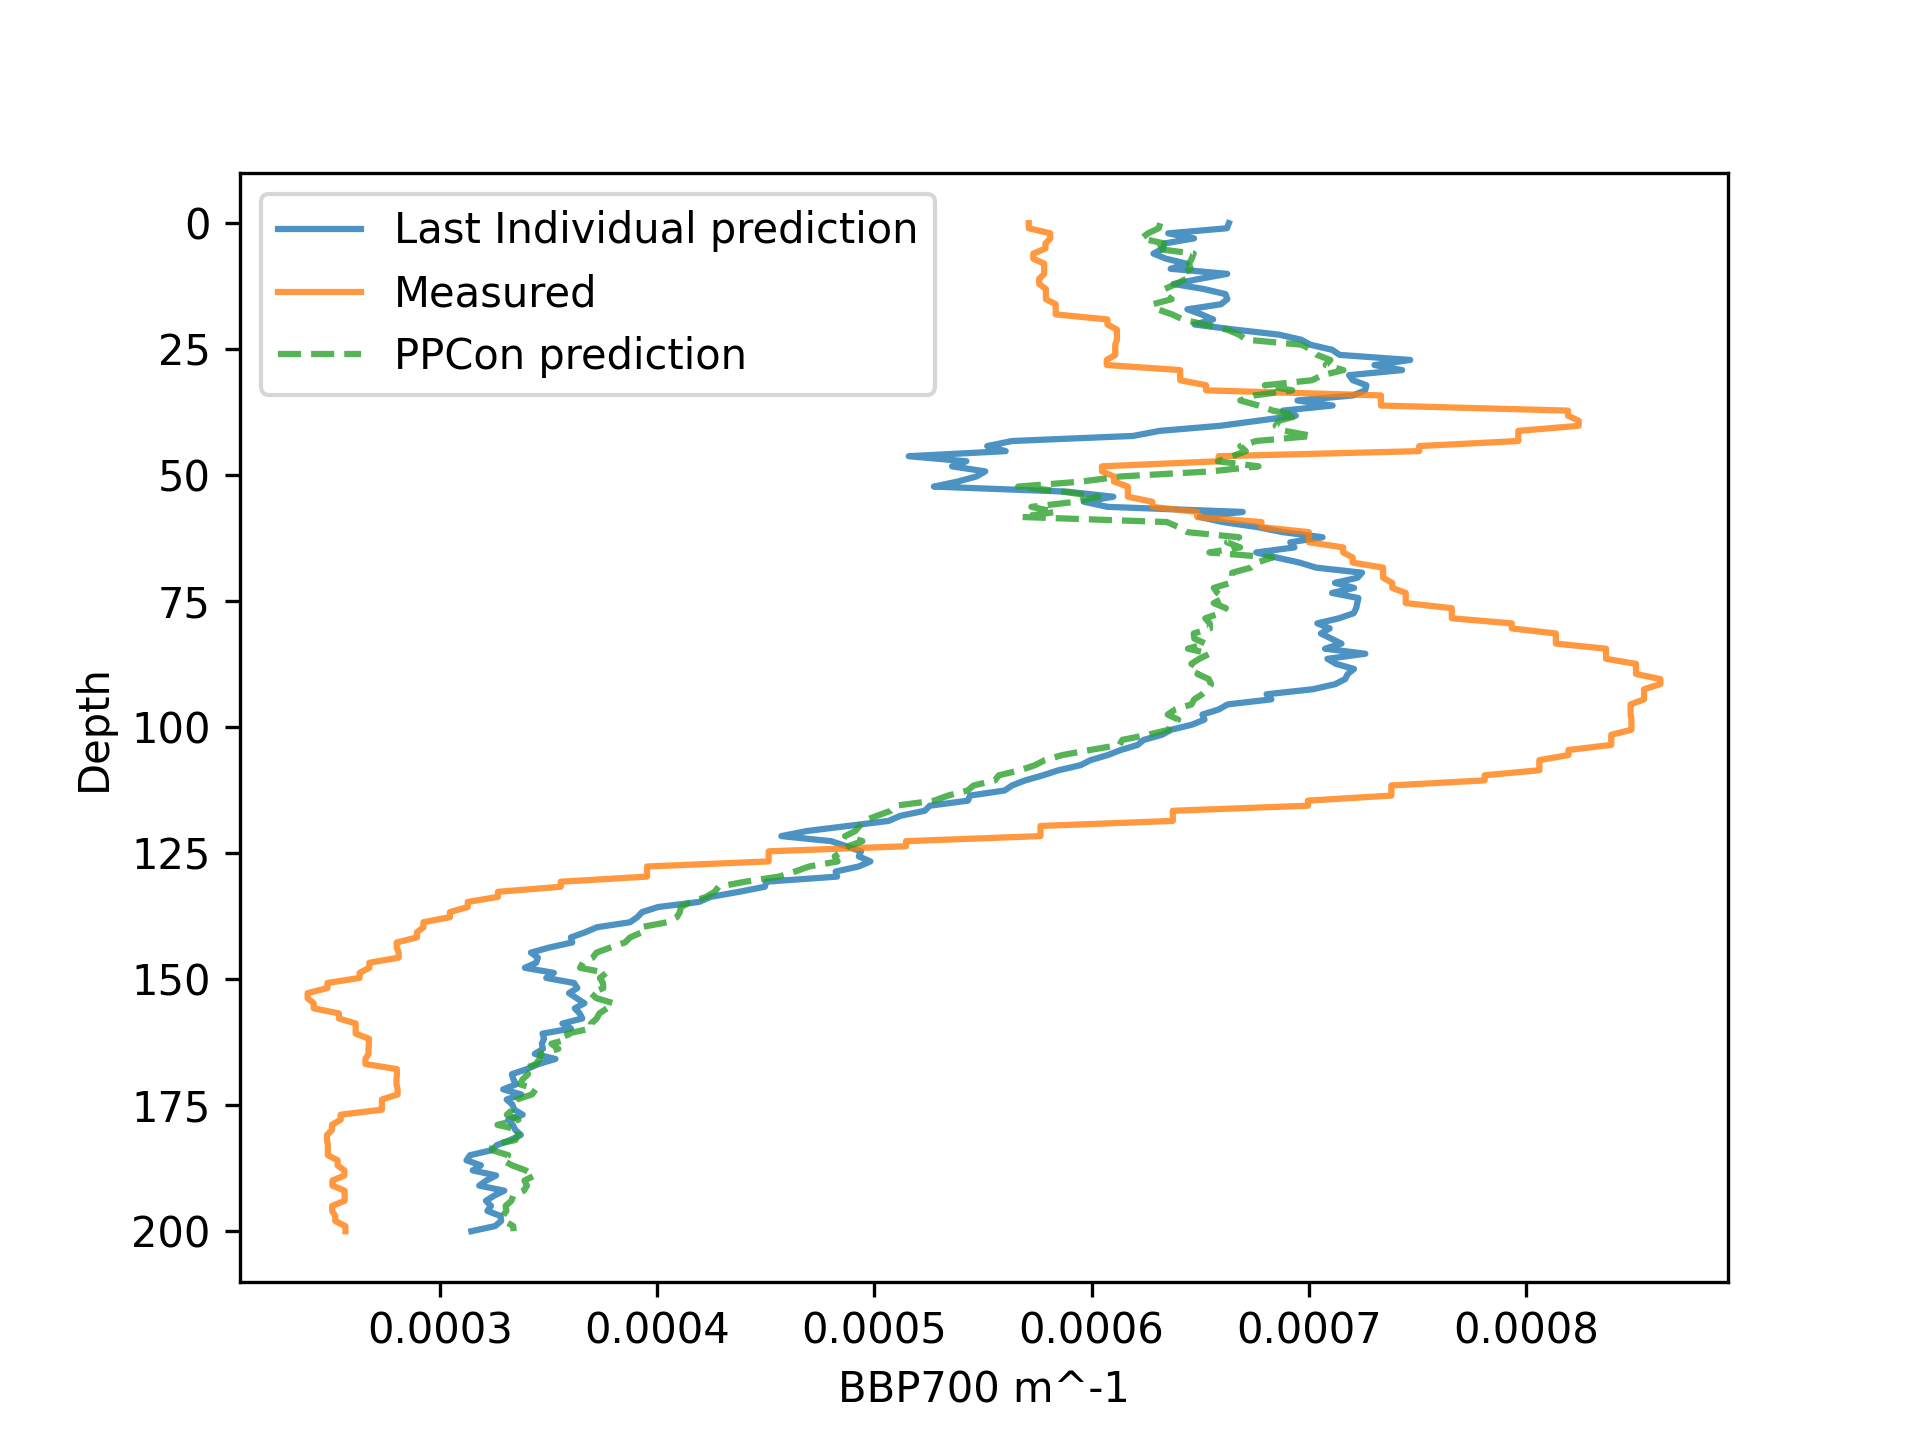 Last Individual prediction
Measured
PPCon prediction
0
25
50
75
100
125
150
175
200
Depth
0.0003 0.0004 0.0005 0.0006 0.0007 0.0008
BBP700 m^-1